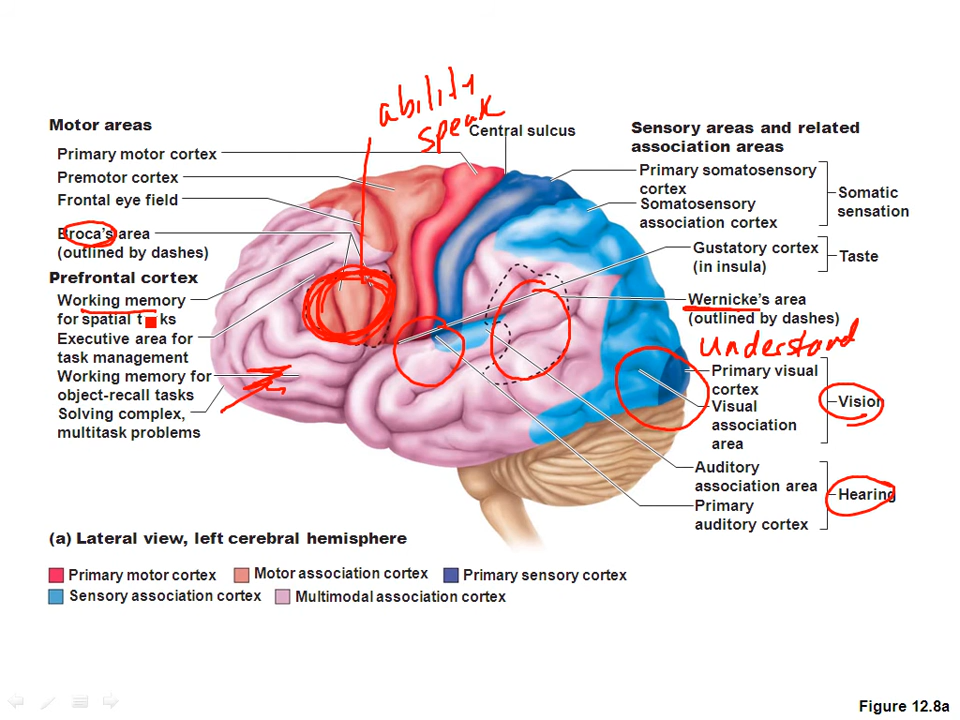 ability
speak
Motor areas
Primary motor cortex
Premotor cortex
Frontal eye field
Broca's area
(outlined by dashes)
Prefrontal cortex
Working memory
for spatial t ks
Executive area for
task management
Working memory for
object-recall tasks
Solving complex,
multitask problems
Central sulcus
Sensory areas and related
association areas
Primary somatosensory
cortex
Somatosensory
association cortex
Somatic
sensation
Gustatory cortex
(in insula)
Taste
Wernicke's area
(outlined by dashes)
Understand
Primary visual
cortex
Visual
association
area
Vision
Auditory
association area
Primary
auditory cortex
Hearing
(a) Lateral view, left cerebral hemisphere
Primary motor cortex
Motor association cortex
Primary sensory cortex
Sensory association cortex
Multimodal association cortex
Figure 12.8a